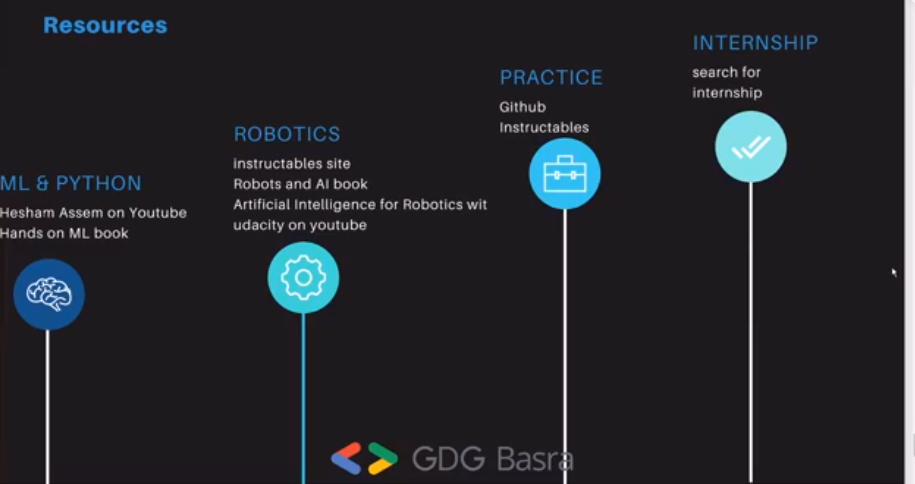 Resources
ML & PYTHON
Hesham Assem on Youtube
Hands on ML book
ROBOTICS
instructables site
Robots and AI book
Artificial Intelligence for Robotics wit
udacity on youtube
PRACTICE
Github
Instructables
INTERNSHIP
search for
internship
GDG Basra